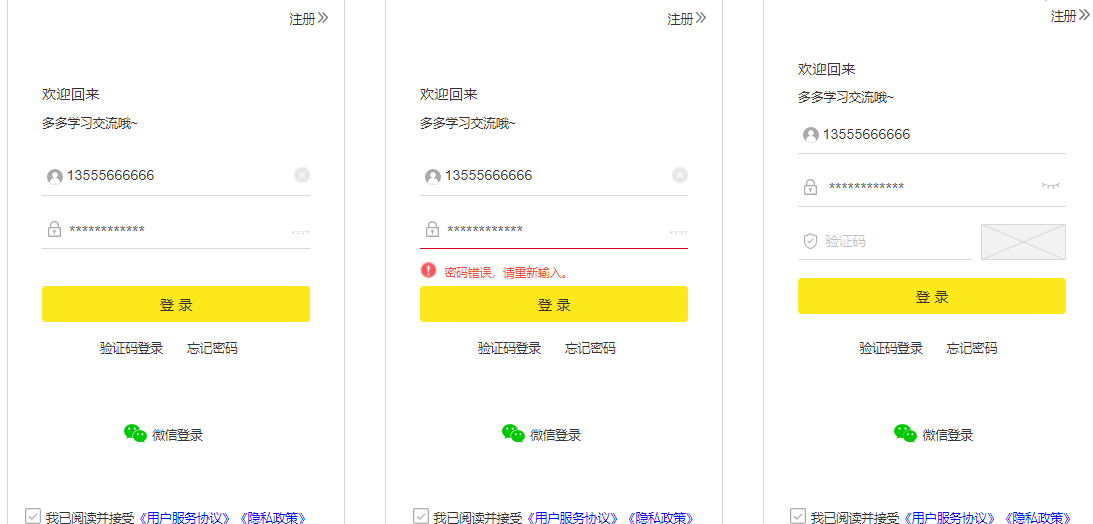 注册
欢迎回来
多多学习交流哦~
13555666666
************
登 录
验证码登录 忘记密码
微信登录
我已阅读并接受《用户服务协议》《隐私政策》
注册
欢迎回来
多多学习交流哦~
13555666666
************
密码错误，请重新输入。
登 录
验证码登录 忘记密码
微信登录
我已阅读并接受《用户服务协议》《隐私政策》
注册
欢迎回来
多多学习交流哦~
13555666666
************
验证码
登 录
验证码登录 忘记密码
微信登录
我已阅读并接受《用户服务协议》《隐私政策》